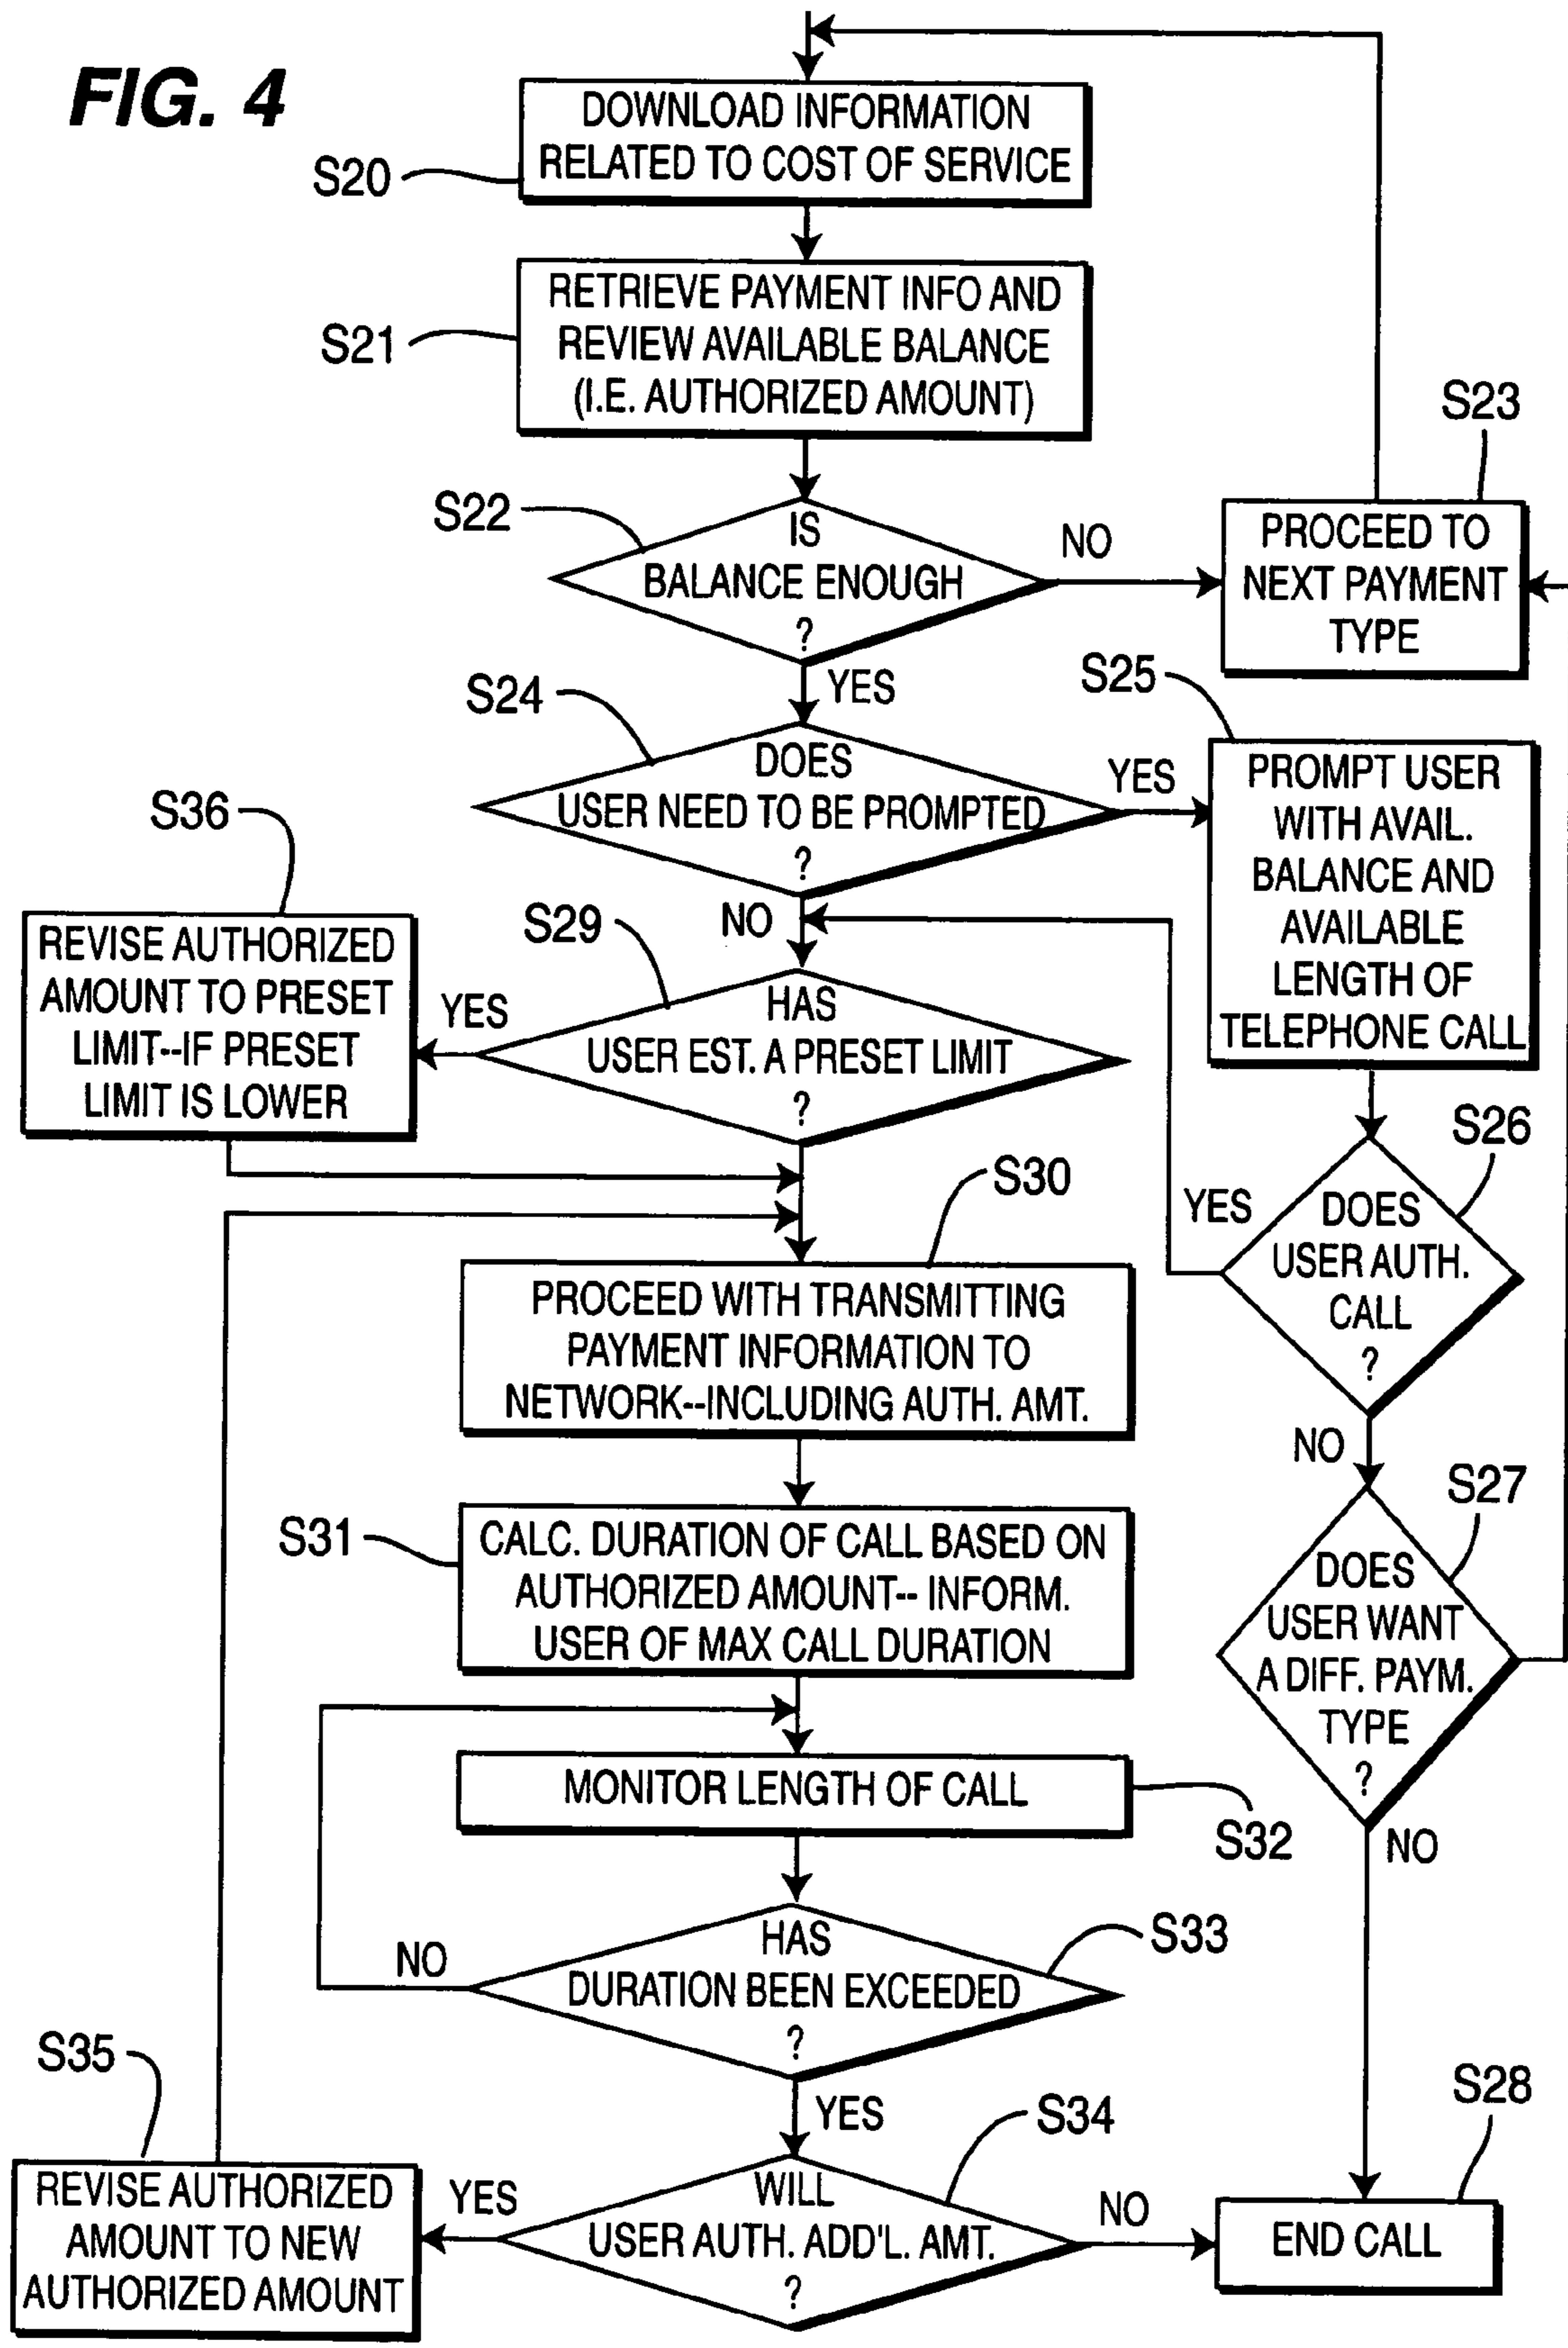 FIG. 4
DOWNLOAD INFORMATION
RELATED TO COST OF SERVICE
S20
RETRIEVE PAYMENT INFO AND
REVIEW AVAILABLE BALANCE
(I.E. AUTHORIZED AMOUNT)
S21
S22
IS
BALANCE ENOUGH
?
NO
S23
PROCEED TO
NEXT PAYMENT
TYPE
YES
S24
DOES
USER NEED TO BE PROMPTED
?
YES
S25
PROMPT USER
WITH AVAIL.
BALANCE AND
AVAILABLE
LENGTH OF
TELEPHONE CALL
NO
S36
REVISE AUTHORIZED
AMOUNT TO PRESET
LIMIT--IF PRESET
LIMIT IS LOWER
YES
S29
HAS
USER EST. A PRESET LIMIT
?
S26
DOES
USER AUTH.
CALL
?
YES
NO
S30
PROCEED WITH TRANSMITTING
PAYMENT INFORMATION TO
NETWORK--INCLUDING AUTH. AMT.
S27
DOES
USER WANT
A DIFF. PAYM.
TYPE
?
NO
S31
CALC. DURATION OF CALL BASED ON
AUTHORIZED AMOUNT-- INFORM.
USER OF MAX CALL DURATION
MONITOR LENGTH OF CALL
S32
S33
HAS
DURATION BEEN EXCEEDED
?
NO
YES
S35
REVISE AUTHORIZED
AMOUNT TO NEW
AUTHORIZED AMOUNT
YES
S34
WILL
USER AUTH. ADD'L. AMT.
?
NO
S28
END CALL